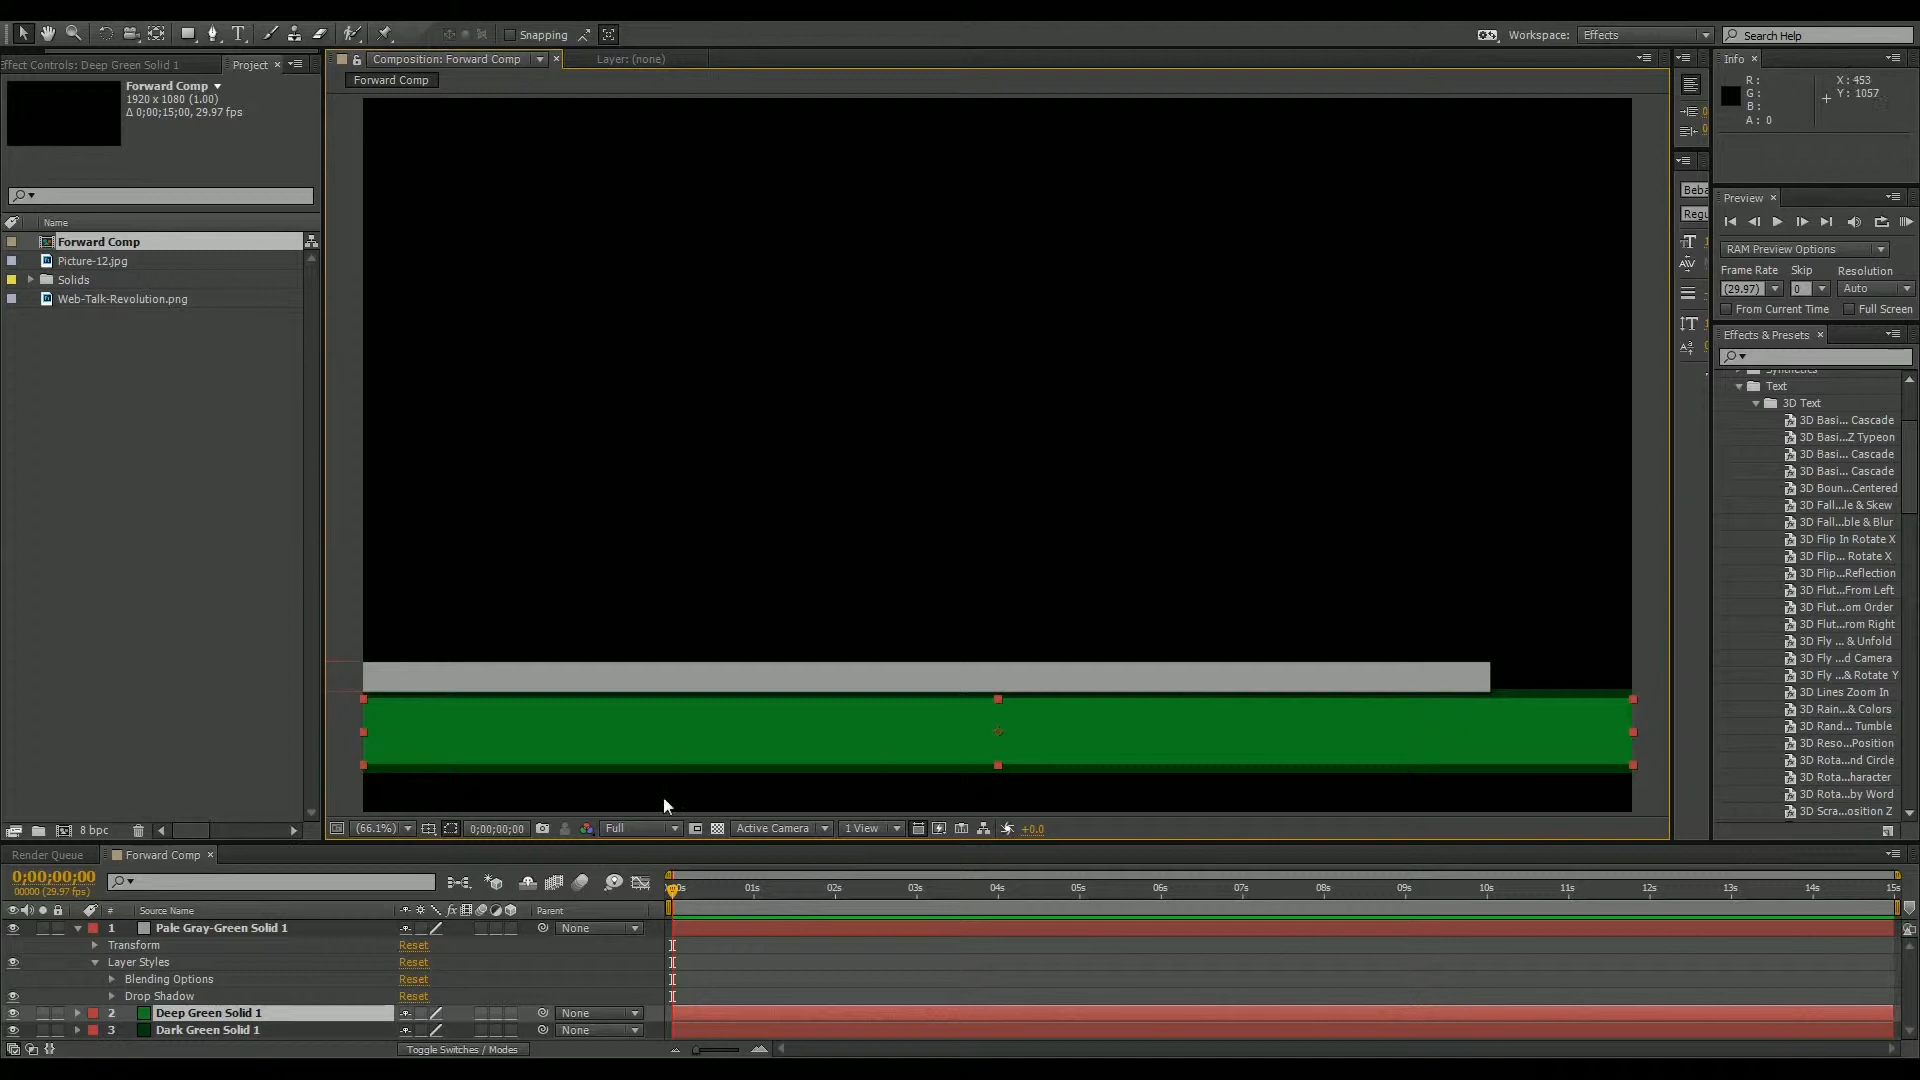 Snapping
Workspace: Effects
Search Help
Effect Controls: Deep Green Solid 1
Project
Composition: Forward Comp
Layer: (none)
Info
Forward Comp
Forward Comp
1920 x 1080 (1.00)
Δ 0;00;15;00, 29.97 fps
R :
G :
B :
A : 0
X : 453
Y : 1057
Name
Forward Comp
Picture-12.jpg
Solids
Web-Talk-Revolution.png
Beba
Regu
Preview
RAM Preview Options
Frame Rate Skip Resolution
(29.97) 0 Auto
From Current Time Full Screen
Effects & Presets
Synthetics
Text
3D Text
3D Basi... Cascade
3D Basi...Z Typeon
3D Basi... Cascade
3D Basi... Cascade
3D Boun...Centered
3D Fall...le & Skew
3D Fall...ble & Blur
3D Flip In Rotate X
3D Flip... Rotate X
3D Flip...Reflection
3D Flut...From Left
3D Flut...om Order
3D Flut...rom Right
3D Fly ... & Unfold
3D Fly ...d Camera
3D Fly ...& Rotate Y
3D Lines Zoom In
3D Rain...& Colors
3D Rand... Tumble
3D Reso...Position
3D Rota...nd Circle
3D Rota...haracter
3D Rota...by Word
3D Scra...osition Z
8 bpc
(66.1%) 0;00;00;00 Full Active Camera 1 View +0.0
Render Queue
Forward Comp
0;00;00;00
00000 (29.97 fps)
01s 02s 03s 04s 05s 06s 07s 08s 09s 10s 11s 12s 13s 14s 15s
# Source Name fx Parent
1 Pale Gray-Green Solid 1 None
Transform Reset
Layer Styles Reset
Blending Options Reset
Drop Shadow Reset
2 Deep Green Solid 1 None
3 Dark Green Solid 1 None
Toggle Switches / Modes